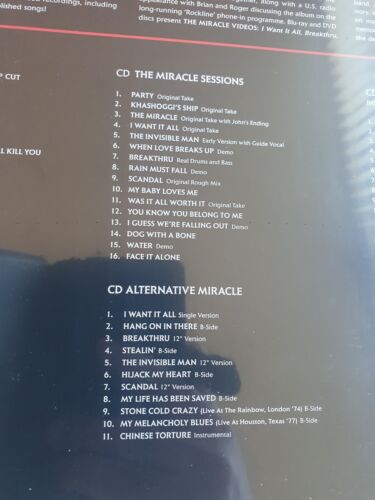 recordings, including
appearance with Brian and Roger discussing the album on the
published songs!
long-running 'Rockline' phone-in programme. Blu-ray and DVD
discs present THE MIRACLE VIDEOS: I Want It All, Breakthru,
CUT
L KILL YOU
CD THE MIRACLE SESSIONS
1. PARTY Original Take
2. KHASHOGGI'S SHIP Original Take
3. THE MIRACLE Original Take with John's Ending
4. I WANT IT ALL Original Take
5. THE INVISIBLE MAN Early Version with Guide Vocal
6. WHEN LOVE BREAKS UP Demo
7. BREAKTHRU Real Drums and Bass
8. RAIN MUST FALL Demo
9. SCANDAL Original Rough Mix
10. MY BABY LOVES ME
11. WAS IT ALL WORTH IT Original Take
12. YOU KNOW YOU BELONG TO ME
13. I GUESS WE'RE FALLING OUT Demo
14. DOG WITH A BONE
15. WATER Demo
16. FACE IT ALONE
CD ALTERNATIVE MIRACLE
1. I WANT IT ALL Single Version
2. HANG ON IN THERE B-Side
3. BREAKTHRU 12" Version
4. STEALIN' B-Side
5. THE INVISIBLE MAN 12" Version
6. HIJACK MY HEART B-Side
7. SCANDAL 12" Version
8. MY LIFE HAS BEEN SAVED B-Side
9. STONE COLD CRAZY (Live At The Rainbow, London '74) B-Side
10. MY MELANCHOLY BLUES (Live At Houston, Texas '77) B-Side
11. CHINESE TORTURE Instrumental